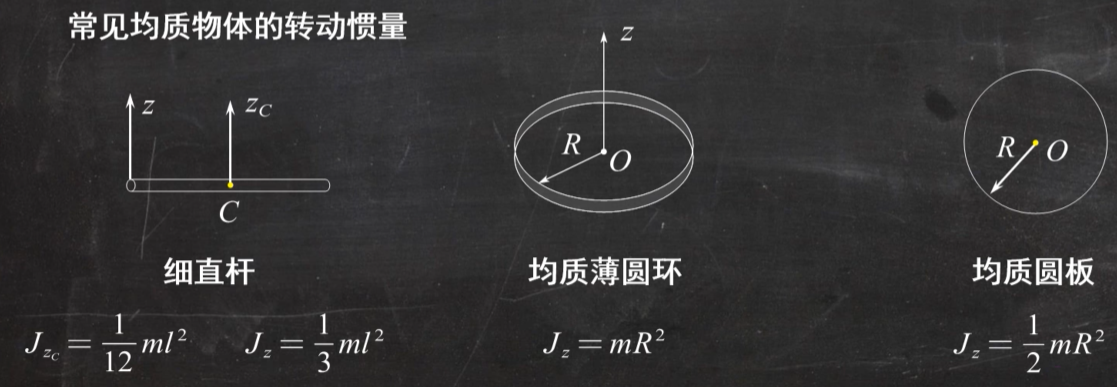 常见均质物体的转动惯量
z
z
z_C
R
O
R
O
C
细直杆
均质薄圆环
均质圆板
J_{z_C} = \frac{1}{12} ml^2
J_z = \frac{1}{3} ml^2
J_z = mR^2
J_z = \frac{1}{2} mR^2